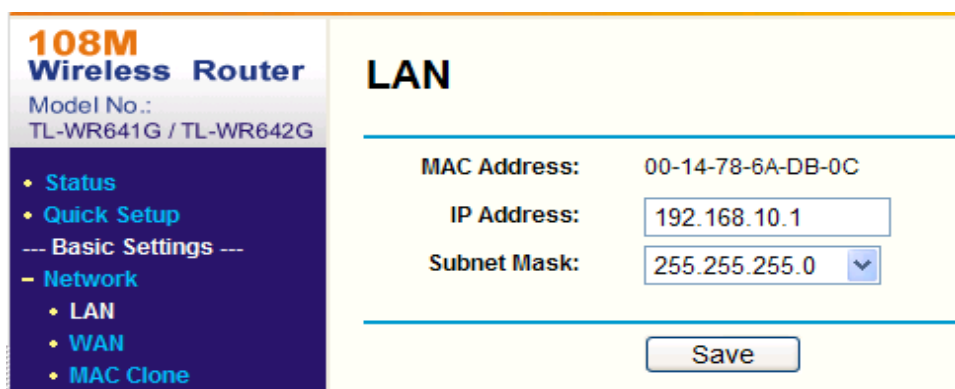 108M
Wireless Router
Model No.:
TL-WR641G / TL-WR642G
• Status
• Quick Setup
--- Basic Settings ---
– Network
• LAN
• WAN
• MAC Clone
LAN
MAC Address: 00-14-78-6A-DB-0C
IP Address: 192.168.10.1
Subnet Mask: 255.255.255.0
Save